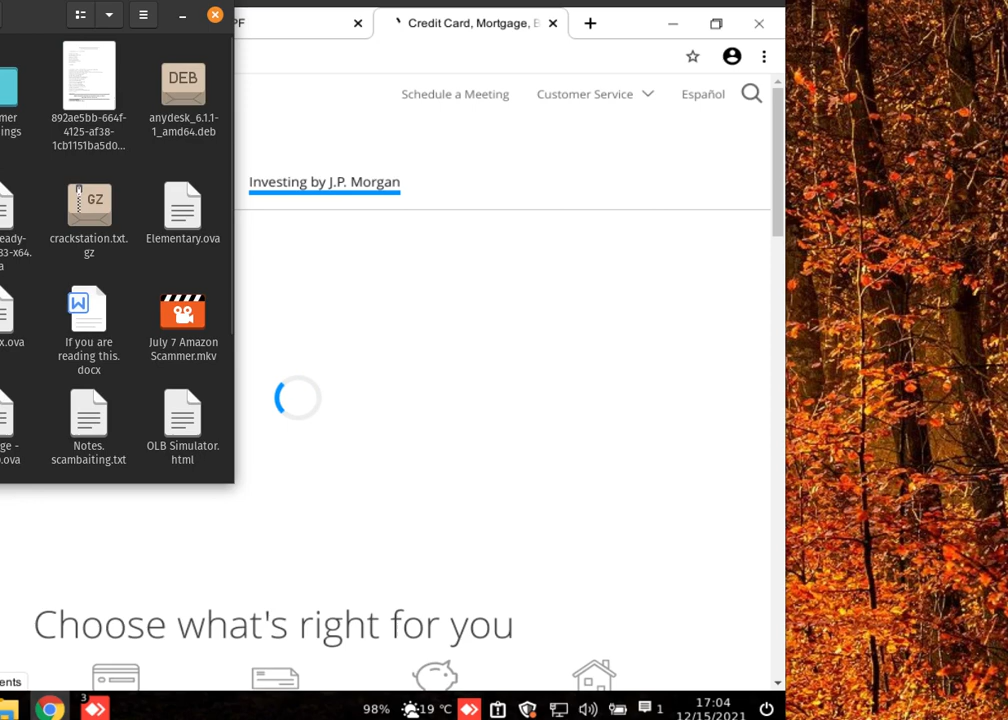 PF
Credit Card, Mortgage, B
Schedule a Meeting
Customer Service
Español
Investing by J.P. Morgan
mer
ings
892ae5bb-664f-
4125-af38-
1cb1151ba5d0...
DEB
anydesk_6.1.1-
1_amd64.deb
eady-
33-x64.
a
GZ
crackstation.txt.
gz
Elementary.ova
x.ova
W
If you are
reading this.
docx
July 7 Amazon
Scammer.mkv
ge -
.ova
Notes.
scambaiting.txt
OLB Simulator.
html
Choose what's right for you
ents
3
98%
19 °C
1
17:04
12/15/2021